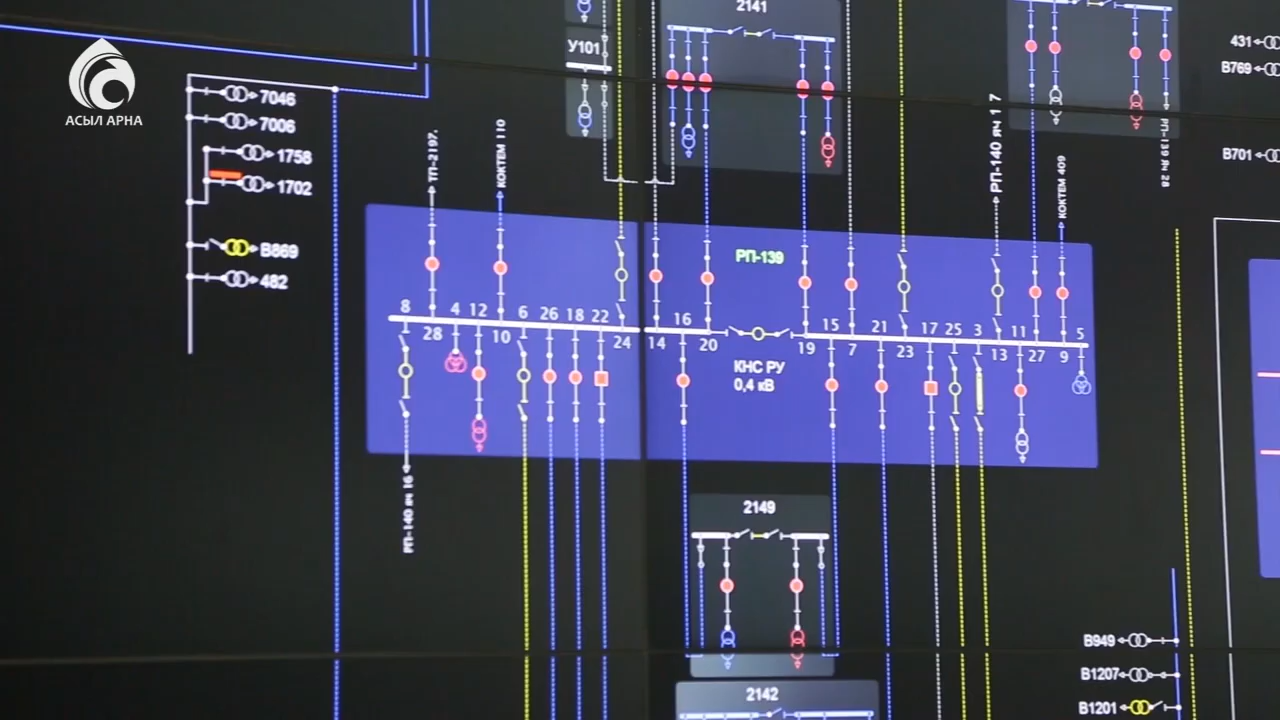 АСЫЛ АРНА
7046
7006
1758
1702
В869
482
ТП-2197.
КОКТЕМ 110
У101
2141
РП-140 яч 1 7
КОКТЕМ 409
РП-139 Яч 28
431
В769
В701
РП-139
8 4 12 6 26 18 22
28 10 24
16
14 20
15 21 17 25 3 11 5
19 7 23 13 27 9
КНС РУ
0,4 кВ
РП-140 яч 16
2149
2142
В949
В1207
В1201